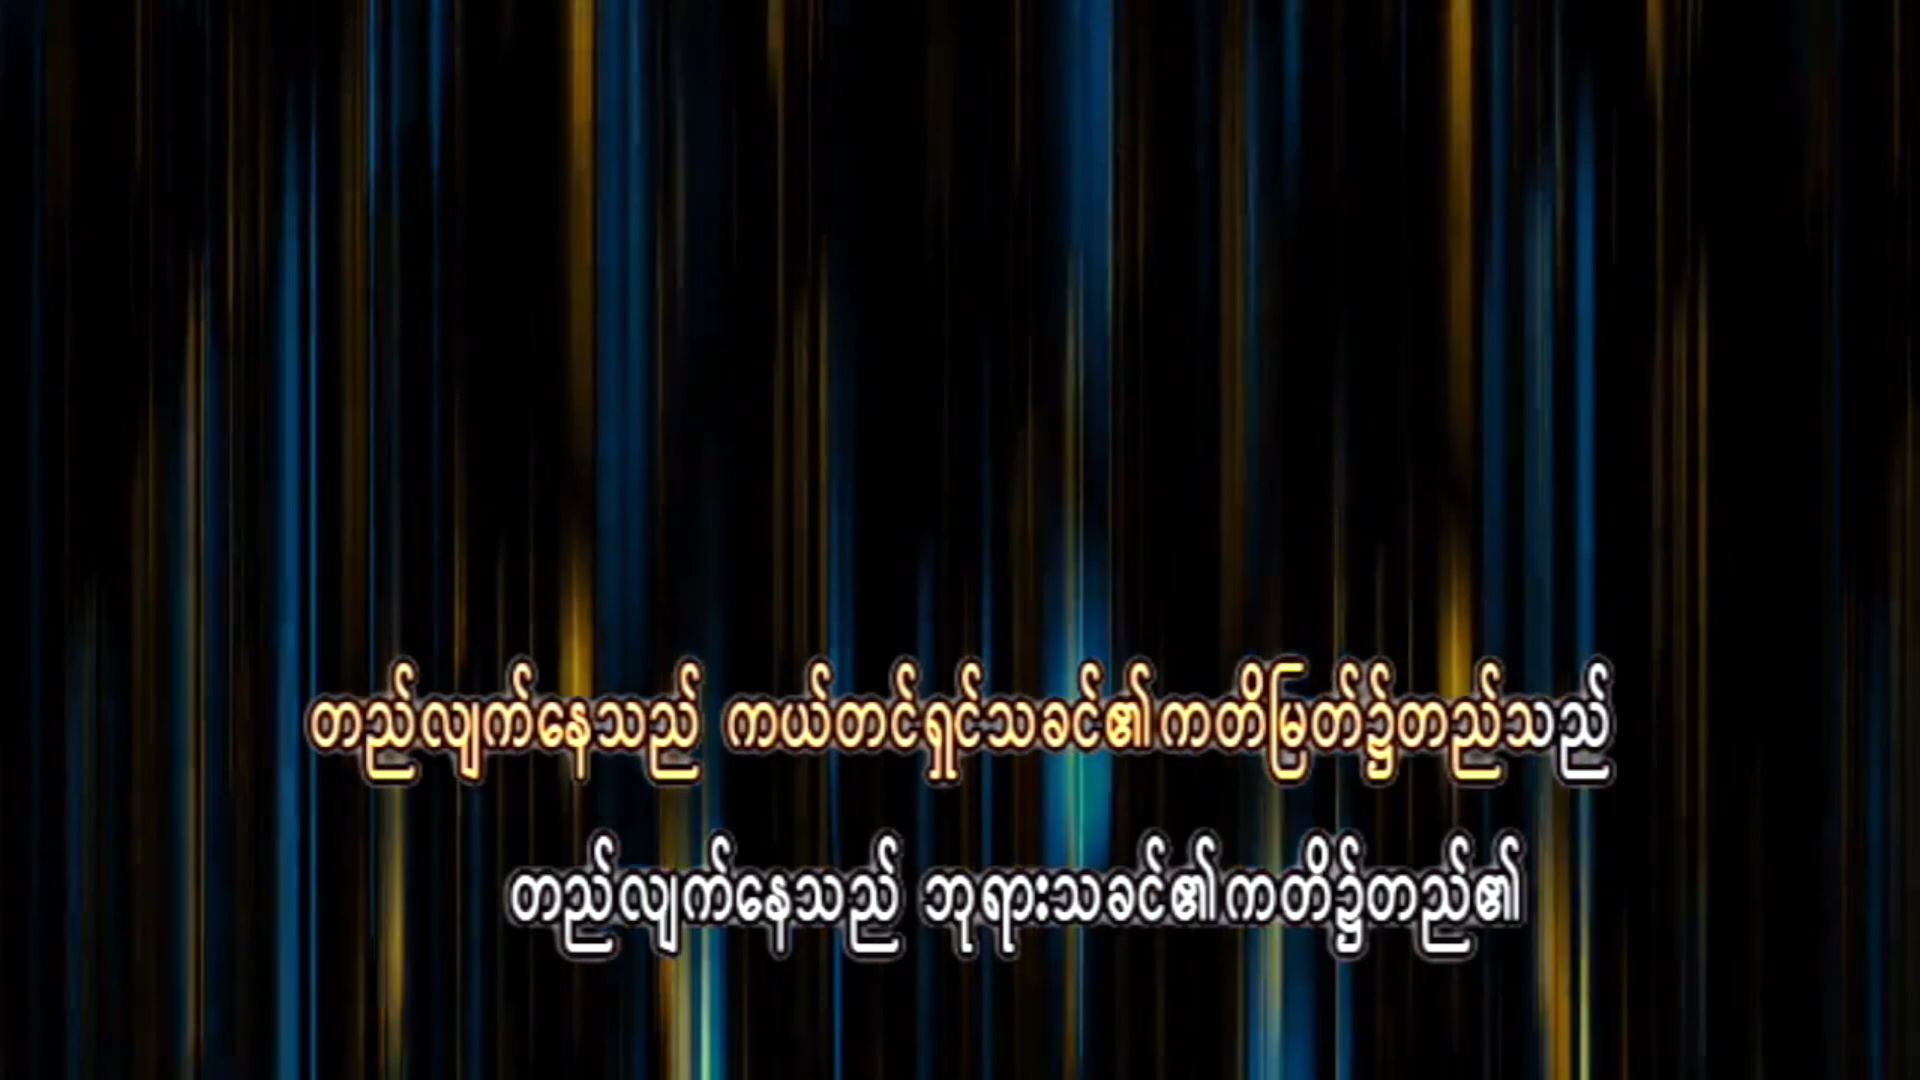 တည်လျက်နေသည် ကယ်တင်ရှင်သခင်၏ကတိမြတ်၌တည်သည်
တည်လျက်နေသည် ဘုရားသခင်၏ကတိ၌တည်၏